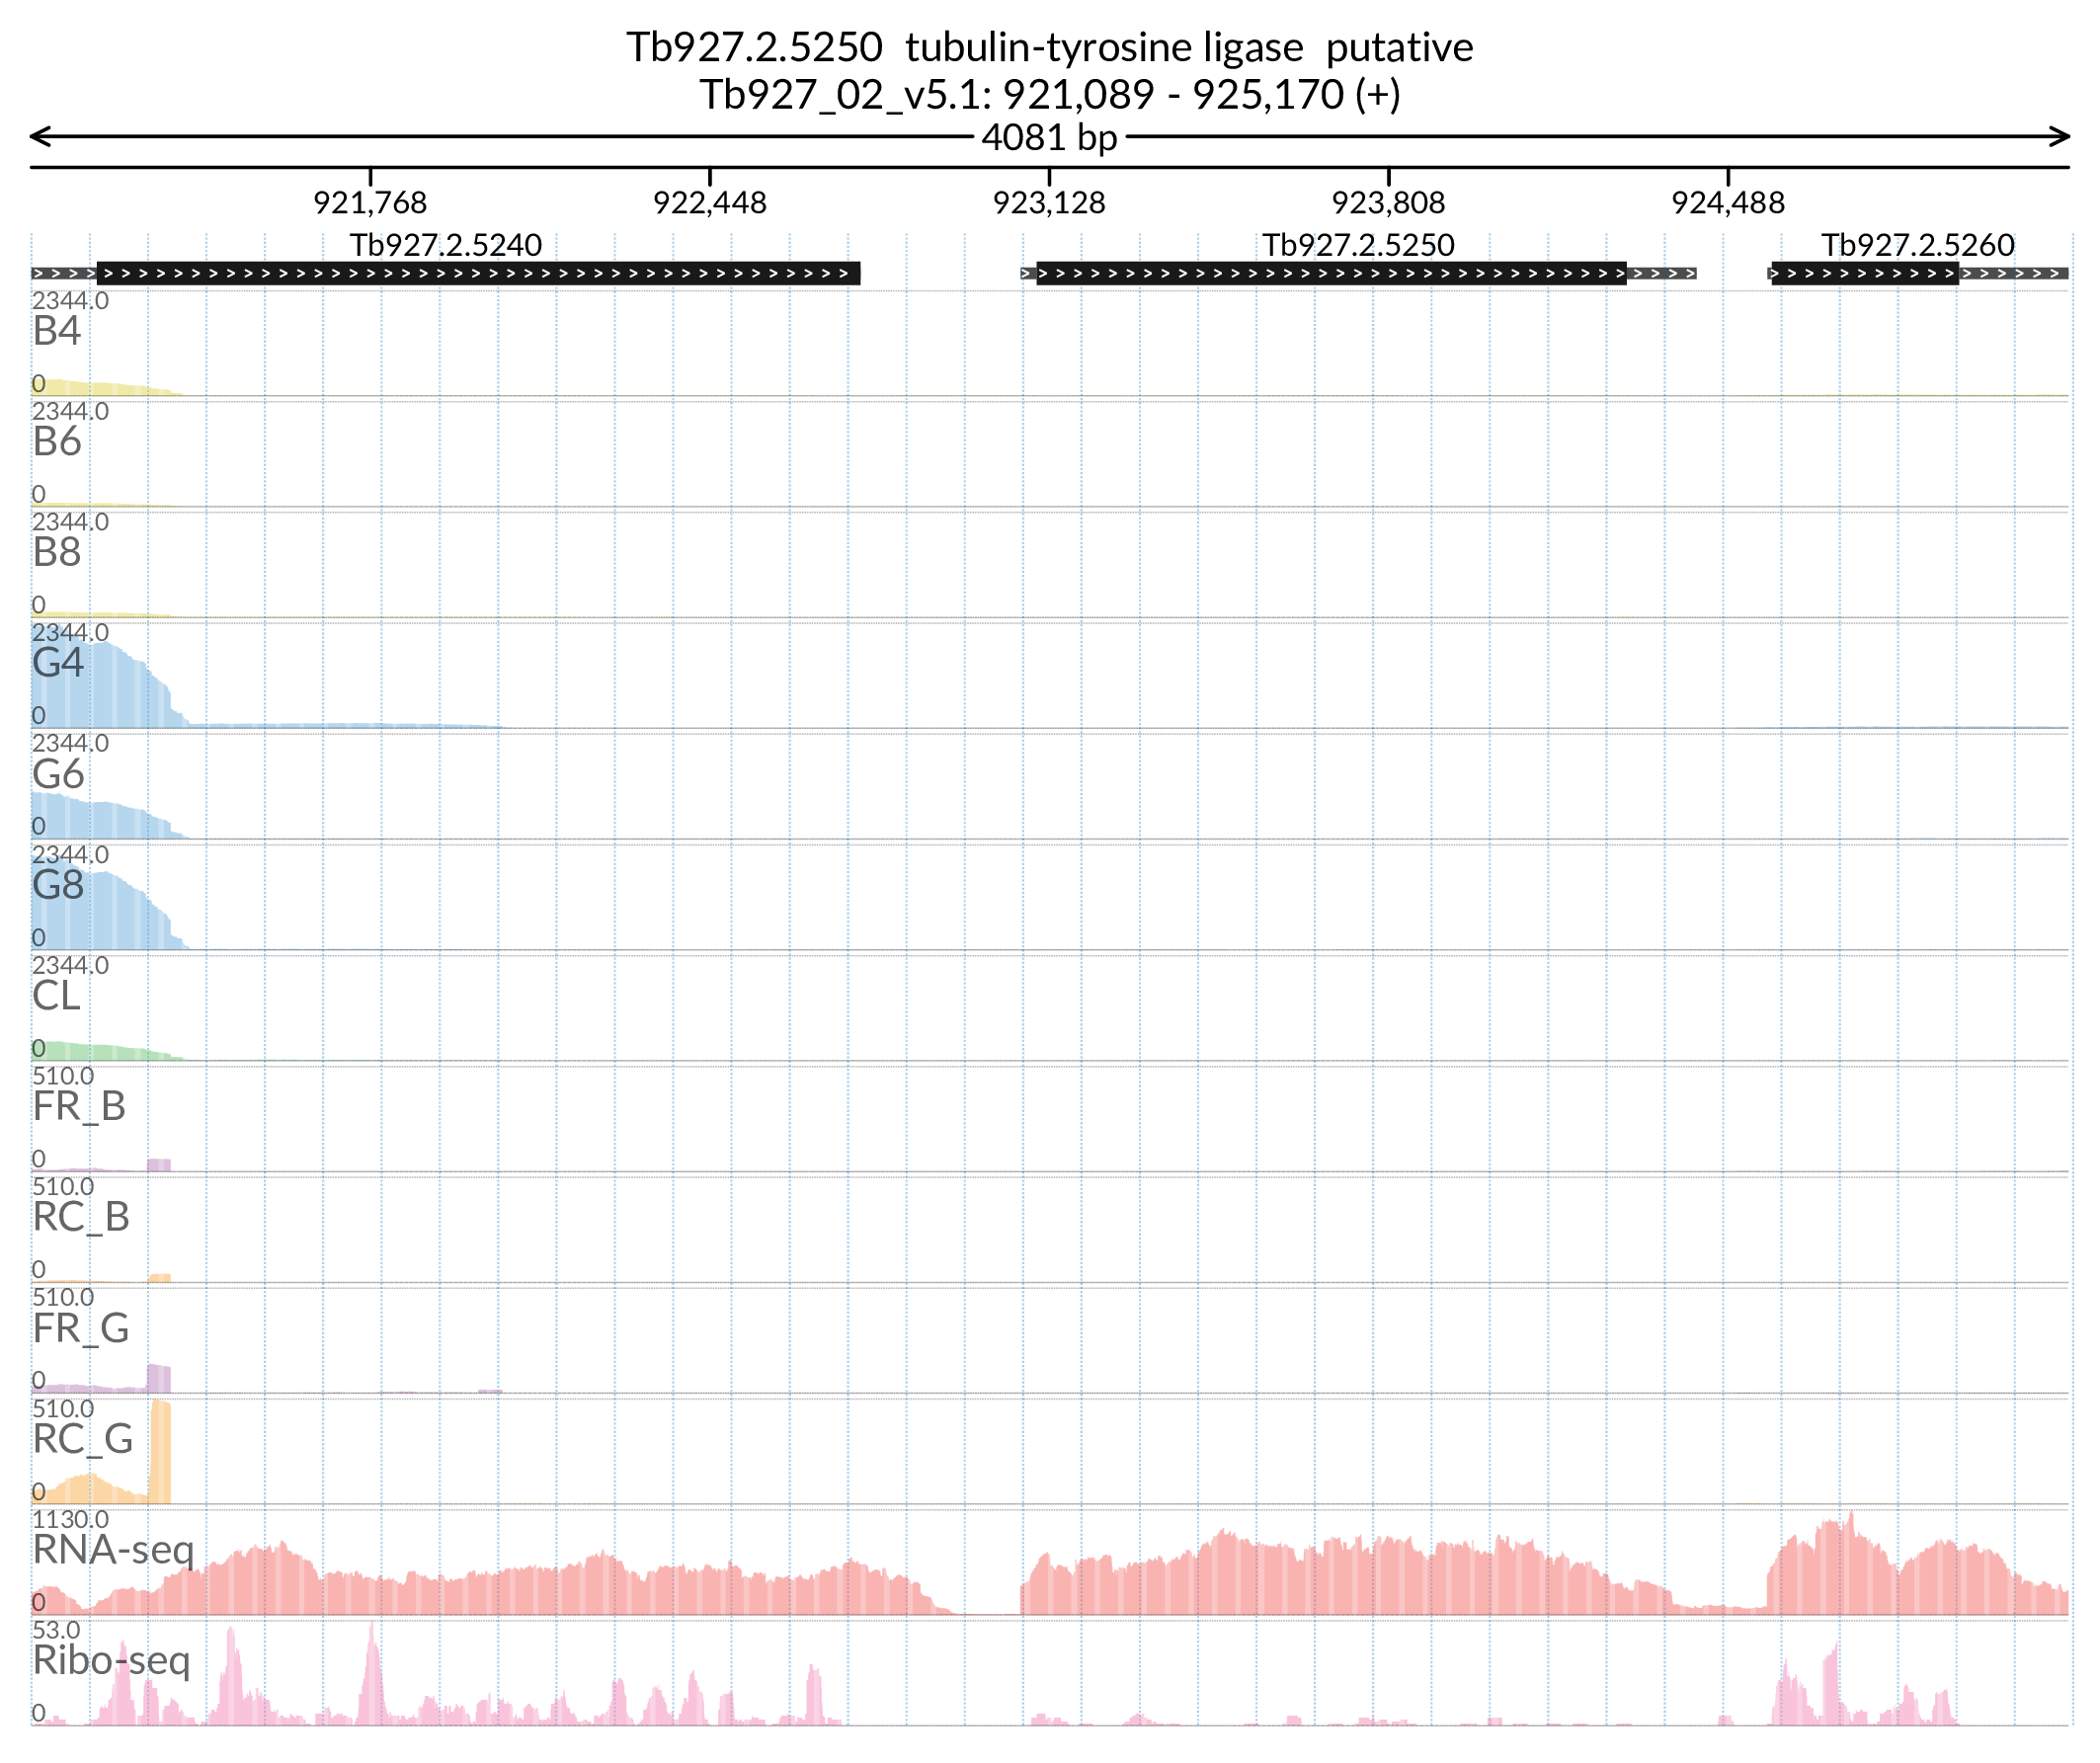 Tb927.2.5250 tubulin-tyrosine ligase putative
Tb927_02_v5.1: 921,089 - 925,170 (+)
4081 bp
921,768 922,448 923,128 923,808 924,488
Tb927.2.5240 Tb927.2.5250 Tb927.2.5260
2344.0
B4
0
2344.0
B6
0
2344.0
B8
0
2344.0
G4
0
2344.0
G6
0
2344.0
G8
0
2344.0
CL
0
510.0
FR_B
0
510.0
RC_B
0
510.0
FR_G
0
510.0
RC_G
0
1130.0
RNA-seq
0
53.0
Ribo-seq
0